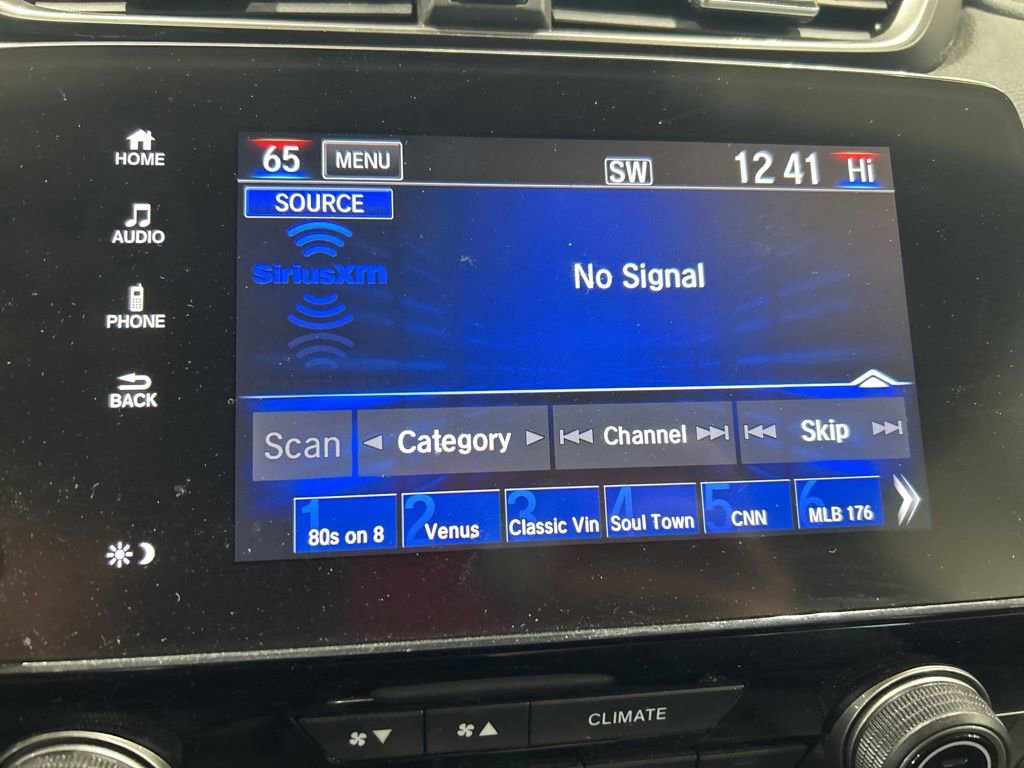 HOME
AUDIO
PHONE
BACK
65 MENU SW 12 41 Hi
SOURCE
SiriusXM
No Signal
Scan Category Channel Skip
1 80s on 8
2 Venus
3 Classic Vin
4 Soul Town
5 CNN
6 MLB 176
CLIMATE